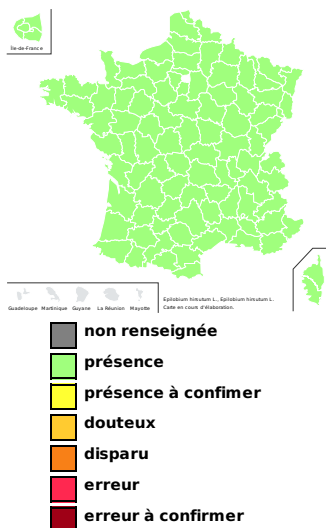 Île-de-France
Guadeloupe Martinique Guyane La Réunion Mayotte
Epilobium hirsutum L., Epilobium hirsutum L.
Carte en cours d'élaboration.
non renseignée
présence
présence à confimer
douteux
disparu
erreur
erreur à confirmer